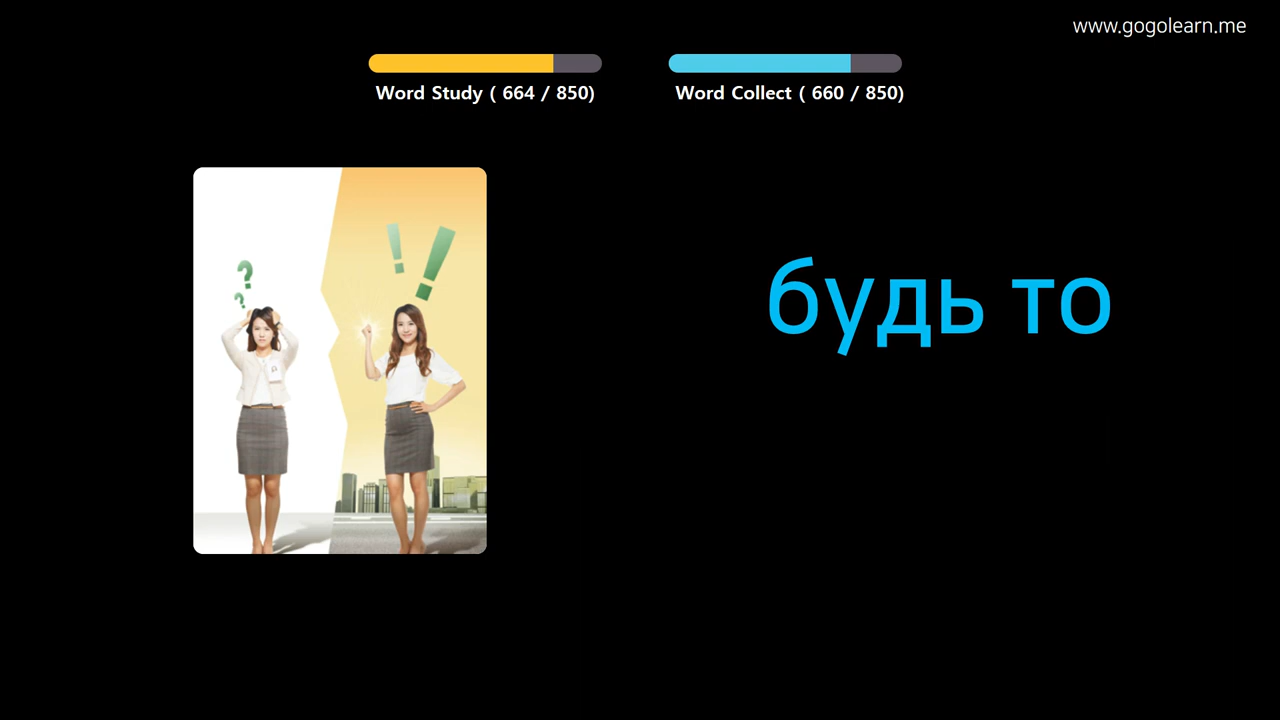 www.gogolearn.me
Word Study ( 664 / 850)
Word Collect ( 660 / 850)
? ?
! !
будь то